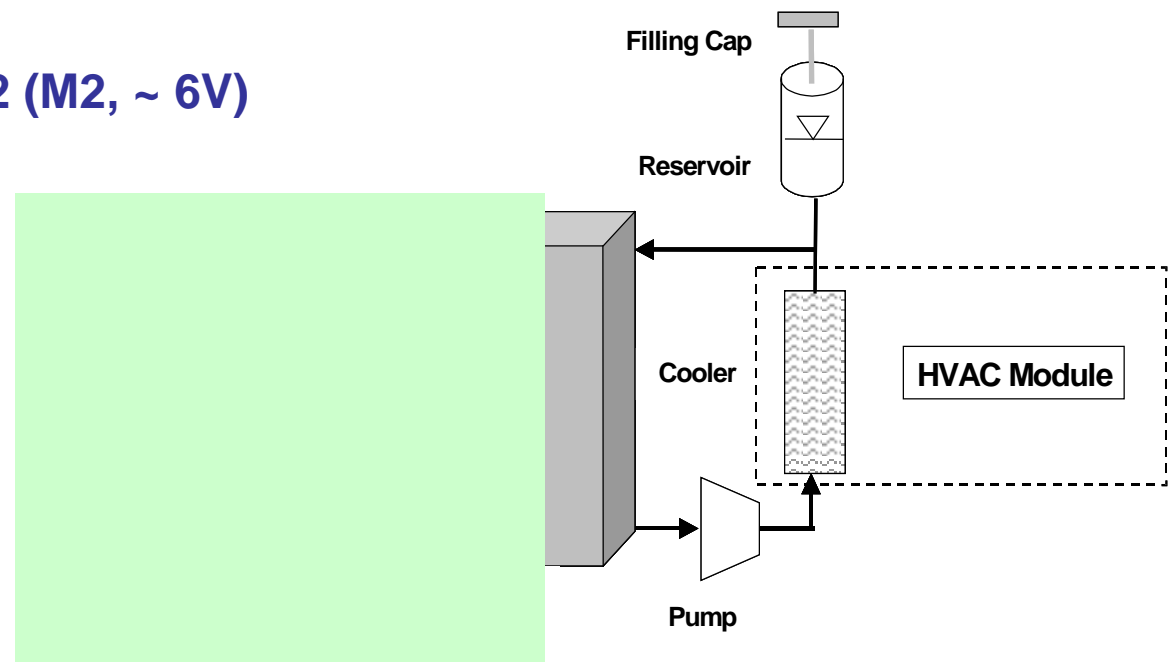 Filling Cap
2 (M2, ~ 6V)
Reservoir
Cooler
HVAC Module
Pump